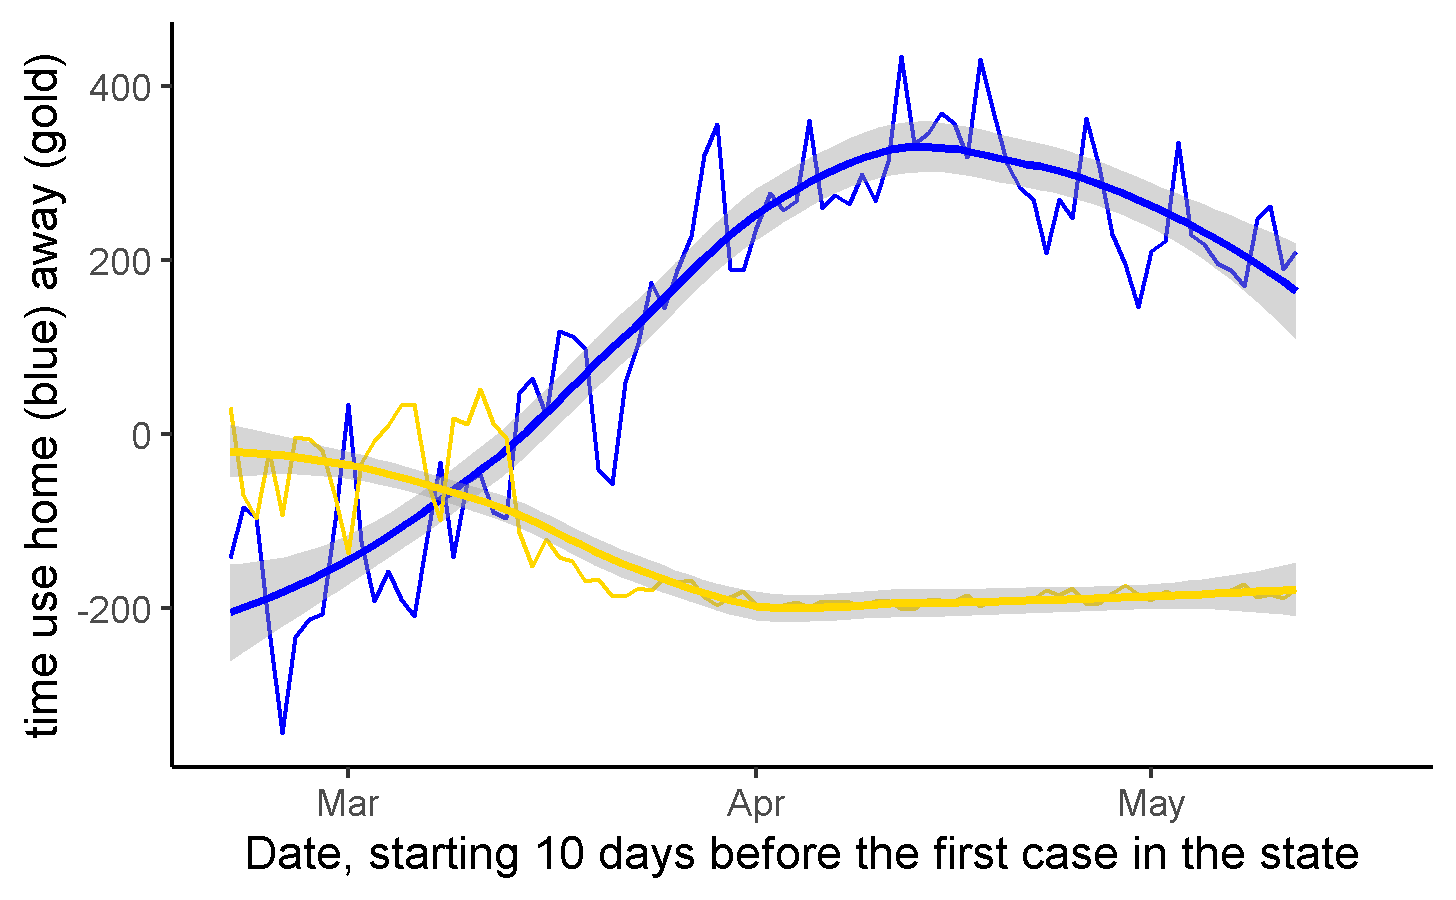 time use home (blue) away (gold)
400
200
0
-200
Mar Apr May
Date, starting 10 days before the first case in the state